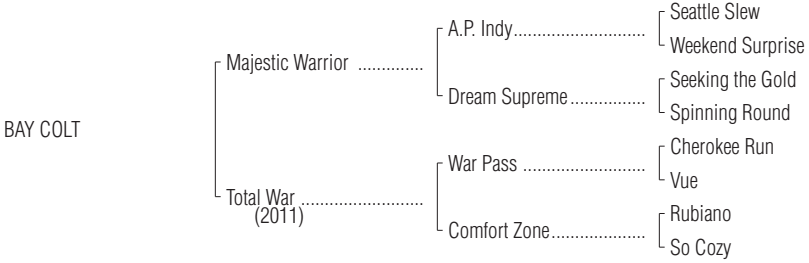 Seattle Slew
A.P. Indy..............................
Weekend Surprise
Majestic Warrior ..............
Seeking the Gold
Dream Supreme.................
Spinning Round
BAY COLT
Cherokee Run
War Pass ............................
Vue
Total War ..........................
(2011)
Rubiano
Comfort Zone.....................
So Cozy